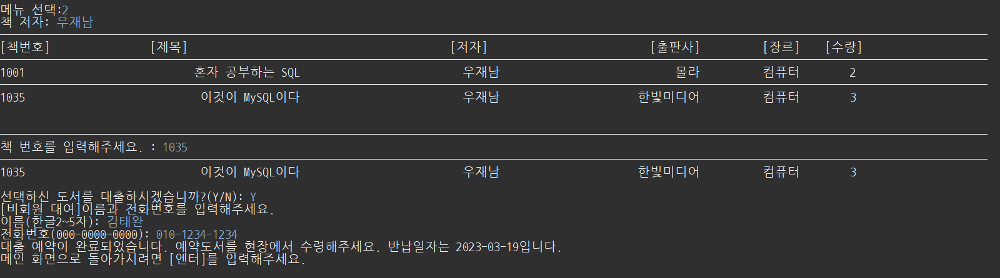 메뉴 선택:2
책 저자: 우재남
[책번호] [제목] [저자] [출판사] [장르] [수량]
1001 혼자 공부하는 SQL 우재남 몰라 컴퓨터 2
1035 이것이 MySQL이다 우재남 한빛미디어 컴퓨터 3
책 번호를 입력해주세요. : 1035
1035 이것이 MySQL이다 우재남 한빛미디어 컴퓨터 3
선택하신 도서를 대출하시겠습니까?(Y/N): Y
[비회원 대여]이름과 전화번호를 입력해주세요.
이름(한글2~5자): 김태완
전화번호(000-0000-0000): 010-1234-1234
대출 예약이 완료되었습니다. 예약도서를 현장에서 수령해주세요. 반납일자는 2023-03-19입니다.
메인 화면으로 돌아가시려면 [엔터]를 입력해주세요.